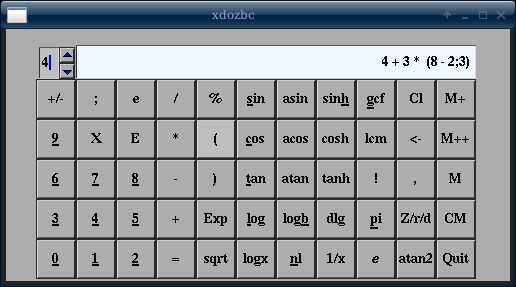 xdozbc
4 4 + 3 * (8 - 2;3)
+/- ; e / % sin asin sinh gcf Cl M+
9 X E * ( cos acos cosh lcm <- M++
6 7 8 - ) tan atan tanh ! , M
3 4 5 + Exp log logb dlg pi Z/r/d CM
0 1 2 = sqrt logx nl 1/x e atan2 Quit